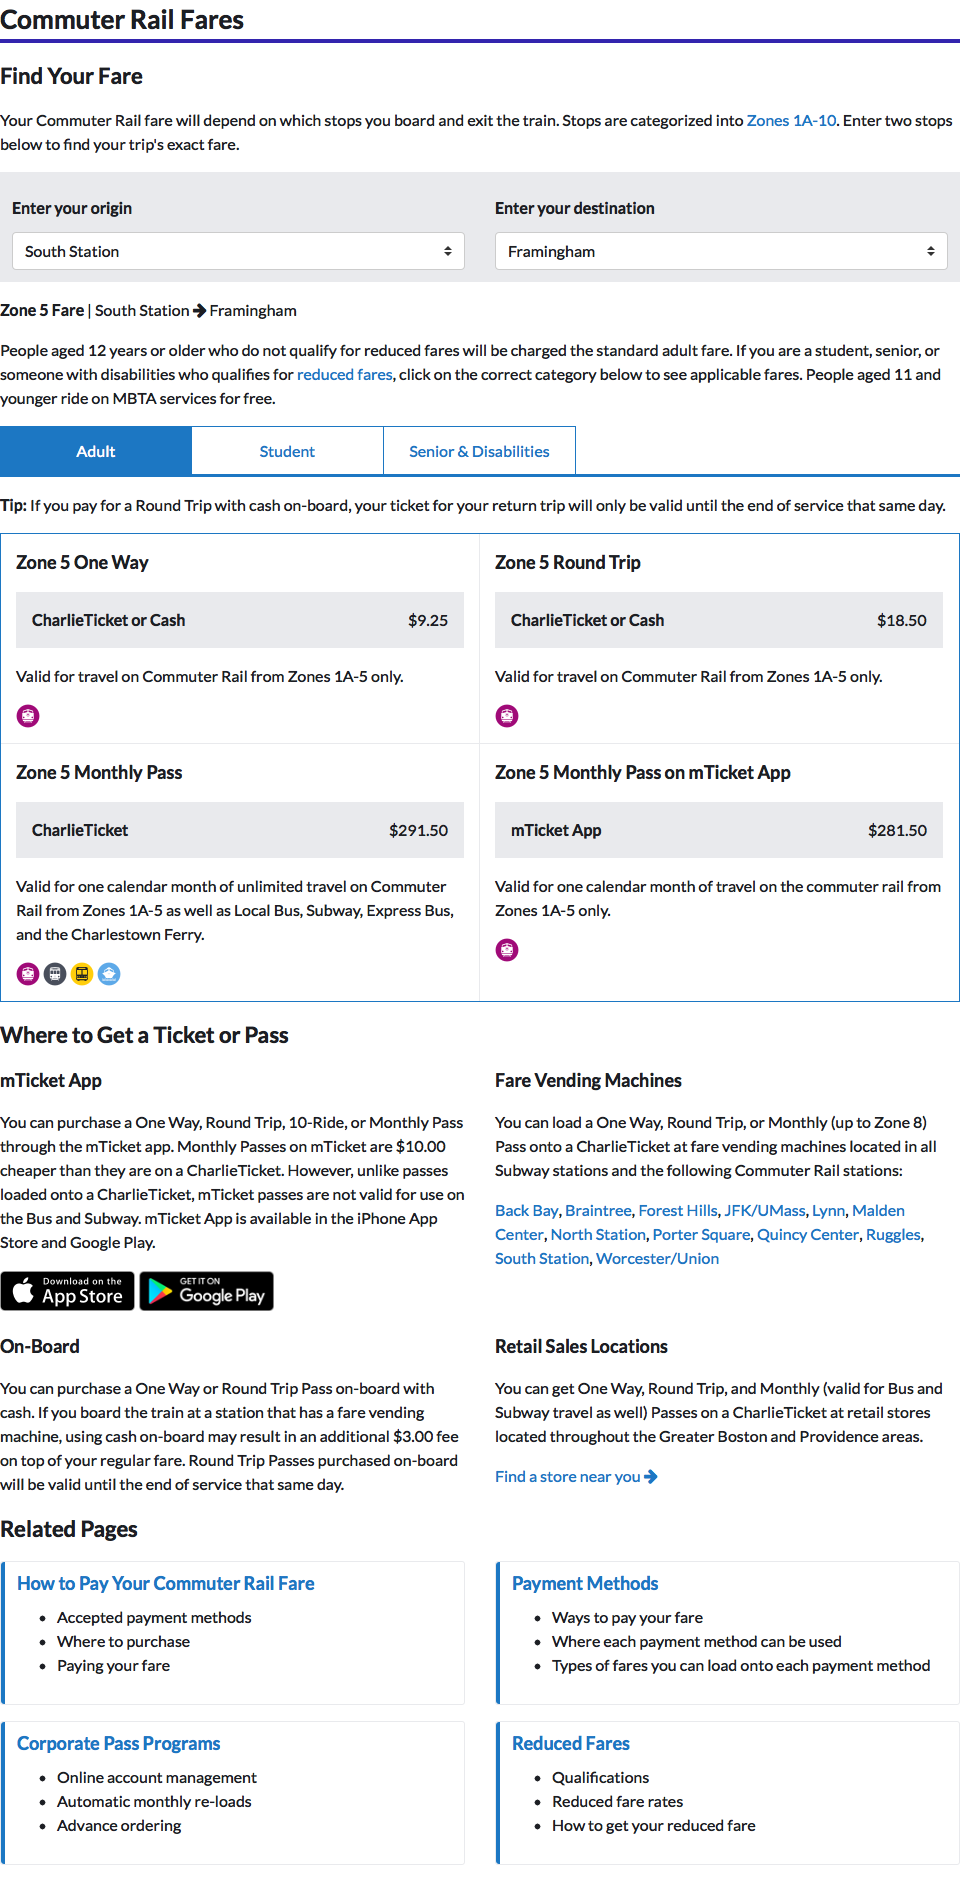 Commuter Rail Fares
Find Your Fare
Your Commuter Rail fare will depend on which stops you board and exit the train. Stops are categorized into Zones 1A-10. Enter two stops
below to find your trip's exact fare.
Enter your origin
South Station
Enter your destination
Framingham
Zone 5 Fare | South Station → Framingham
People aged 12 years or older who do not qualify for reduced fares will be charged the standard adult fare. If you are a student, senior, or
someone with disabilities who qualifies for reduced fares, click on the correct category below to see applicable fares. People aged 11 and
younger ride on MBTA services for free.
Adult
Student
Senior & Disabilities
Tip: If you pay for a Round Trip with cash on-board, your ticket for your return trip will only be valid until the end of service that same day.
Zone 5 One Way
CharlieTicket or Cash $9.25
Valid for travel on Commuter Rail from Zones 1A-5 only.
Zone 5 Round Trip
CharlieTicket or Cash $18.50
Valid for travel on Commuter Rail from Zones 1A-5 only.
Zone 5 Monthly Pass
CharlieTicket $291.50
Valid for one calendar month of unlimited travel on Commuter
Rail from Zones 1A-5 as well as Local Bus, Subway, Express Bus,
and the Charlestown Ferry.
Zone 5 Monthly Pass on mTicket App
mTicket App $281.50
Valid for one calendar month of travel on the commuter rail from
Zones 1A-5 only.
Where to Get a Ticket or Pass
mTicket App
You can purchase a One Way, Round Trip, 10-Ride, or Monthly Pass
through the mTicket app. Monthly Passes on mTicket are $10.00
cheaper than they are on a CharlieTicket. However, unlike passes
loaded onto a CharlieTicket, mTicket passes are not valid for use on
the Bus and Subway. mTicket App is available in the iPhone App
Store and Google Play.
Download on the
App Store
GET IT ON
Google Play
Fare Vending Machines
You can load a One Way, Round Trip, or Monthly (up to Zone 8)
Pass onto a CharlieTicket at fare vending machines located in all
Subway stations and the following Commuter Rail stations:
Back Bay, Braintree, Forest Hills, JFK/UMass, Lynn, Malden
Center, North Station, Porter Square, Quincy Center, Ruggles,
South Station, Worcester/Union
On-Board
You can purchase a One Way or Round Trip Pass on-board with
cash. If you board the train at a station that has a fare vending
machine, using cash on-board may result in an additional $3.00 fee
on top of your regular fare. Round Trip Passes purchased on-board
will be valid until the end of service that same day.
Retail Sales Locations
You can get One Way, Round Trip, and Monthly (valid for Bus and
Subway travel as well) Passes on a CharlieTicket at retail stores
located throughout the Greater Boston and Providence areas.
Find a store near you →
Related Pages
How to Pay Your Commuter Rail Fare
• Accepted payment methods
• Where to purchase
• Paying your fare
Payment Methods
• Ways to pay your fare
• Where each payment method can be used
• Types of fares you can load onto each payment method
Corporate Pass Programs
• Online account management
• Automatic monthly re-loads
• Advance ordering
Reduced Fares
• Qualifications
• Reduced fare rates
• How to get your reduced fare